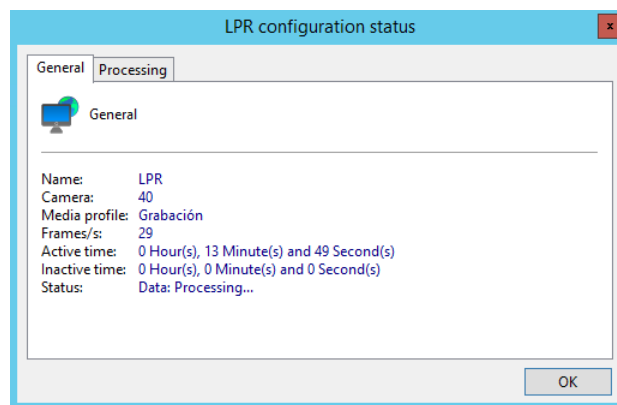 LPR configuration status
x
General Processing
General
Name: LPR
Camera: 40
Media profile: Grabación
Frames/s: 29
Active time: 0 Hour(s), 13 Minute(s) and 49 Second(s)
Inactive time: 0 Hour(s), 0 Minute(s) and 0 Second(s)
Status: Data: Processing...
OK